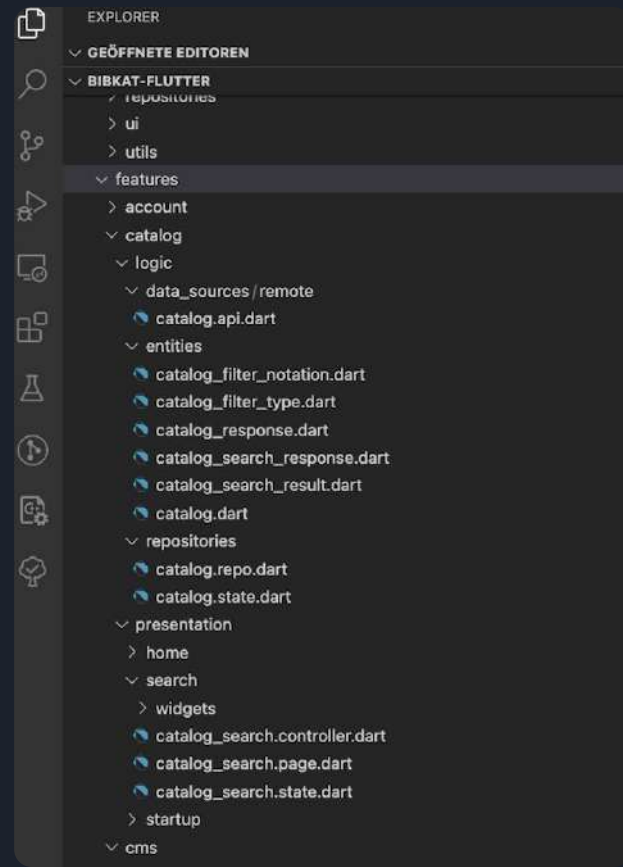 EXPLORER
GEÖFFNETE EDITOREN
BIBKAT-FLUTTER
repositories
ui
utils
features
account
catalog
logic
data_sources/remote
catalog.api.dart
entities
catalog_filter_notation.dart
catalog_filter_type.dart
catalog_response.dart
catalog_search_response.dart
catalog_search_result.dart
catalog.dart
repositories
catalog.repo.dart
catalog.state.dart
presentation
home
search
widgets
catalog_search.controller.dart
catalog_search.page.dart
catalog_search.state.dart
startup
cms